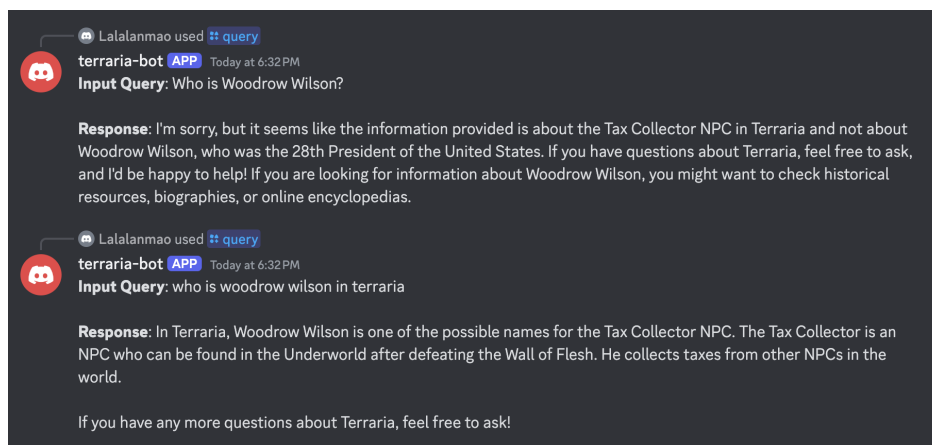 Lalalanmao used query
terraria-bot APP Today at 6:32 PM
Input Query: Who is Woodrow Wilson?
Response: I'm sorry, but it seems like the information provided is about the Tax Collector NPC in Terraria and not about
Woodrow Wilson, who was the 28th President of the United States. If you have questions about Terraria, feel free to ask,
and I'd be happy to help! If you are looking for information about Woodrow Wilson, you might want to check historical
resources, biographies, or online encyclopedias.
Lalalanmao used query
terraria-bot APP Today at 6:32 PM
Input Query: who is woodrow wilson in terraria
Response: In Terraria, Woodrow Wilson is one of the possible names for the Tax Collector NPC. The Tax Collector is an
NPC who can be found in the Underworld after defeating the Wall of Flesh. He collects taxes from other NPCs in the
world.
If you have any more questions about Terraria, feel free to ask!